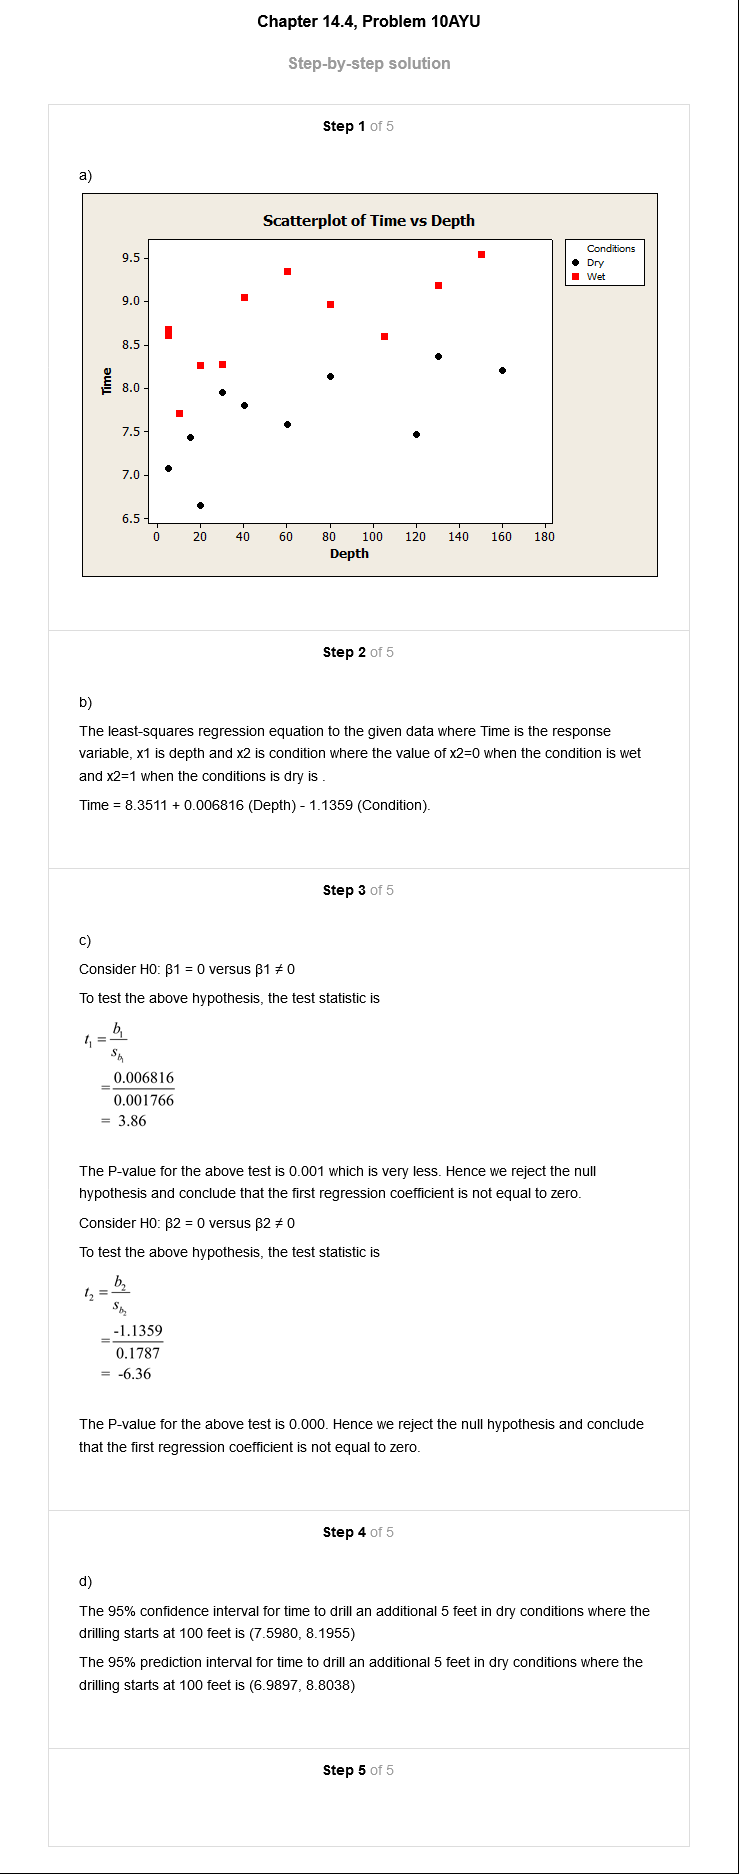 Chapter 14.4, Problem 10AYU
Step-by-step solution
Step 1 of 5
a)
Scatterplot of Time vs Depth
Conditions
Dry
Wet
9.5
9.0
8.5
8.0
7.5
7.0
6.5
Time
0 20 40 60 80 100 120 140 160 180
Depth
Step 2 of 5
b)
The least-squares regression equation to the given data where Time is the response
variable, x1 is depth and x2 is condition where the value of x2=0 when the condition is wet
and x2=1 when the conditions is dry is .
Time = 8.3511 + 0.006816 (Depth) - 1.1359 (Condition).
Step 3 of 5
c)
Consider H0: β1 = 0 versus β1 ≠ 0
To test the above hypothesis, the test statistic is
t₁ = b₁
s_b₁
= 0.006816
0.001766
= 3.86
The P-value for the above test is 0.001 which is very less. Hence we reject the null
hypothesis and conclude that the first regression coefficient is not equal to zero.
Consider H0: β2 = 0 versus β2 ≠ 0
To test the above hypothesis, the test statistic is
t₂ = b₂
s_b₂
= -1.1359
0.1787
= -6.36
The P-value for the above test is 0.000. Hence we reject the null hypothesis and conclude
that the first regression coefficient is not equal to zero.
Step 4 of 5
d)
The 95% confidence interval for time to drill an additional 5 feet in dry conditions where the
drilling starts at 100 feet is (7.5980, 8.1955)
The 95% prediction interval for time to drill an additional 5 feet in dry conditions where the
drilling starts at 100 feet is (6.9897, 8.8038)
Step 5 of 5